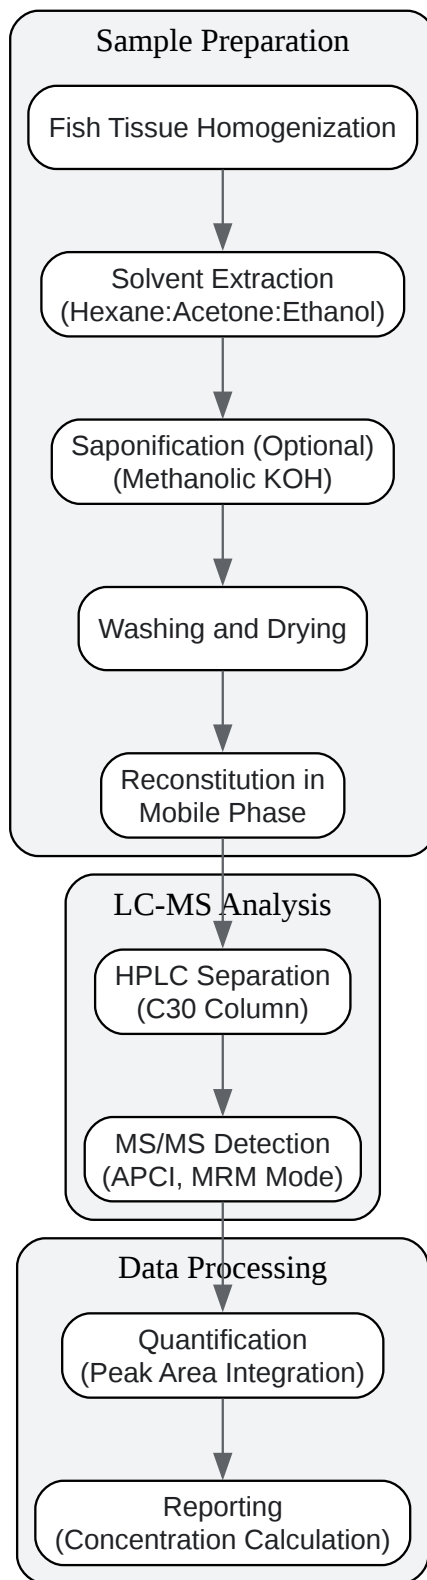 Sample Preparation
Fish Tissue Homogenization
Solvent Extraction
(Hexane:Acetone:Ethanol)
Saponification (Optional)
(Methanolic KOH)
Washing and Drying
Reconstitution in
Mobile Phase
LC-MS Analysis
HPLC Separation
(C30 Column)
MS/MS Detection
(APCI, MRM Mode)
Data Processing
Quantification
(Peak Area Integration)
Reporting
(Concentration Calculation)